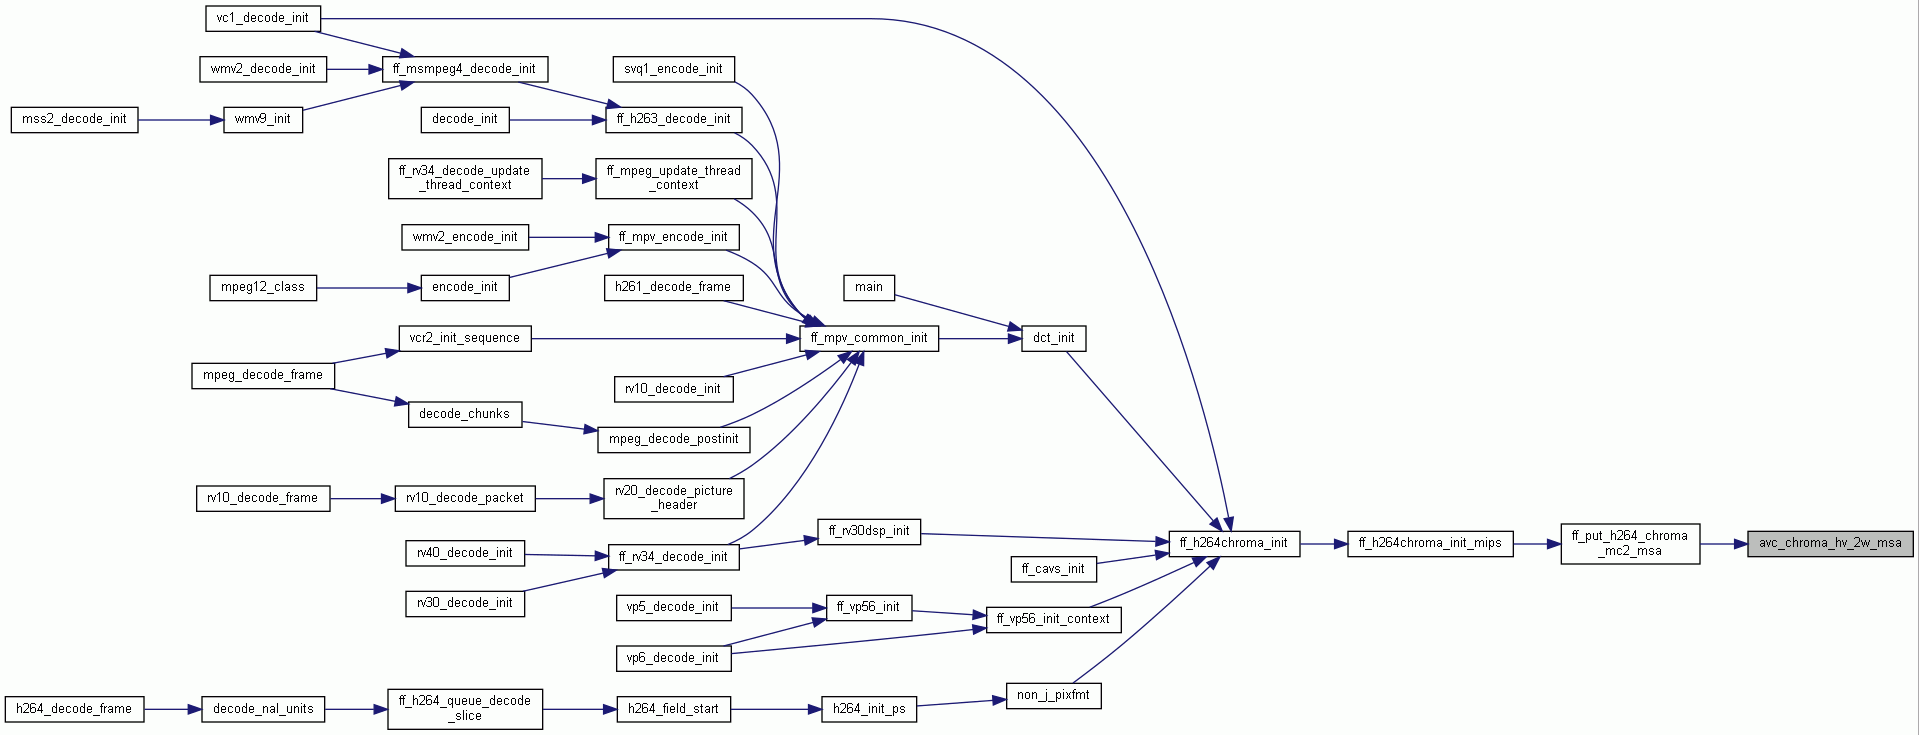 vc1_decode_init
wmv2_decode_init
ff_msmpeg4_decode_init
svq1_encode_init
mss2_decode_init
wmv9_init
decode_init
ff_h263_decode_init
ff_rv34_decode_update
_thread_context
ff_mpeg_update_thread
_context
wmv2_encode_init
ff_mpv_encode_init
mpeg12_class
encode_init
h261_decode_frame
main
vcr2_init_sequence
ff_mpv_common_init
dct_init
mpeg_decode_frame
rv10_decode_init
decode_chunks
mpeg_decode_postinit
rv10_decode_frame
rv10_decode_packet
rv20_decode_picture
_header
ff_rv30dsp_init
rv40_decode_init
ff_rv34_decode_init
ff_h264chroma_init
ff_h264chroma_init_mips
ff_put_h264_chroma
_mc2_msa
avc_chroma_hv_2w_msa
ff_cavs_init
rv30_decode_init
vp5_decode_init
ff_vp56_init
ff_vp56_init_context
vp6_decode_init
non_j_pixfmt
h264_decode_frame
decode_nal_units
ff_h264_queue_decode
_slice
h264_field_start
h264_init_ps